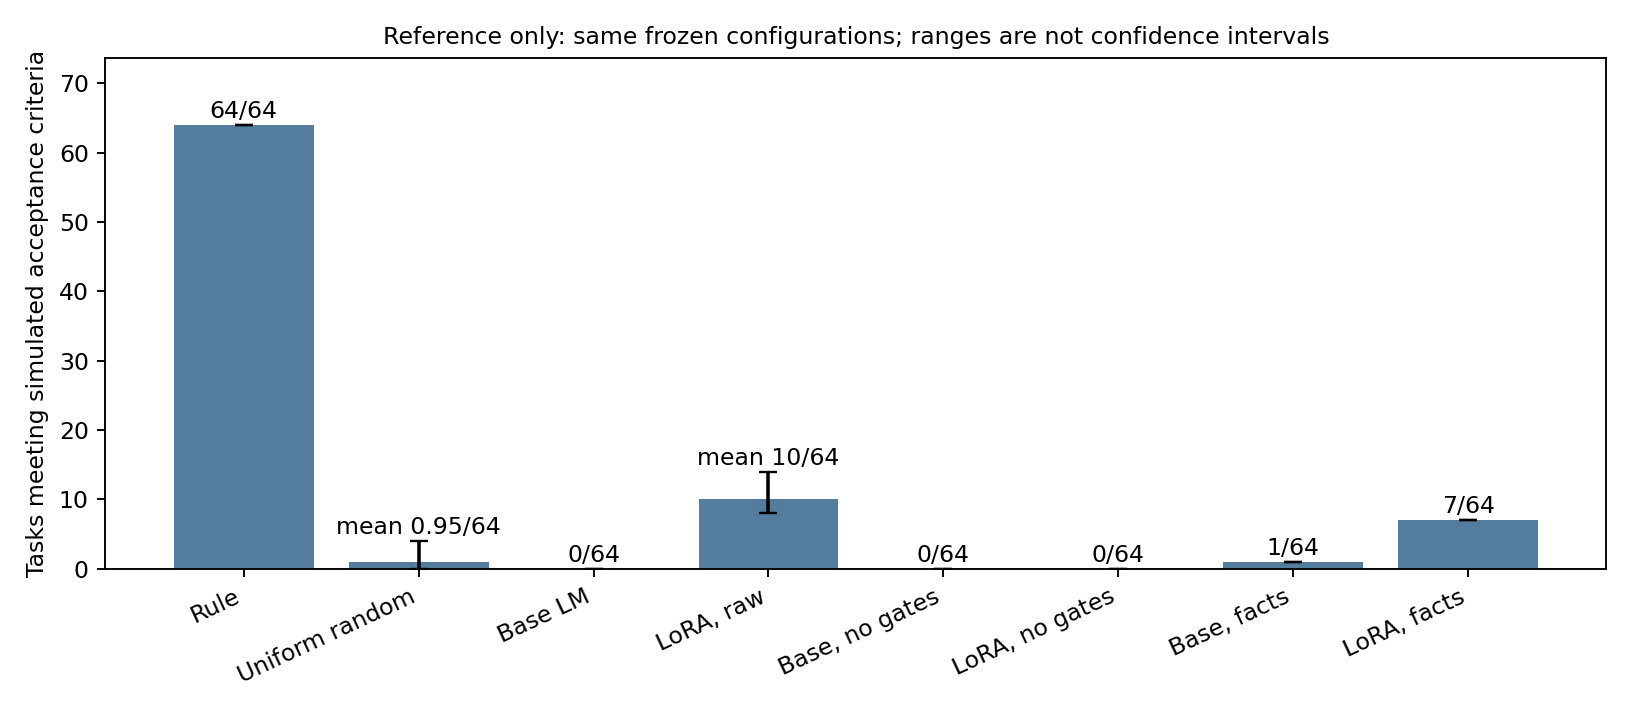 Reference only: same frozen configurations; ranges are not confidence intervals
Tasks meeting simulated acceptance criteria
70
60
50
40
30
20
10
0
64/64
mean 0.95/64
0/64
mean 10/64
0/64
0/64
1/64
7/64
Rule
Uniform random
Base LM
LoRA, raw
Base, no gates
LoRA, no gates
Base, facts
LoRA, facts